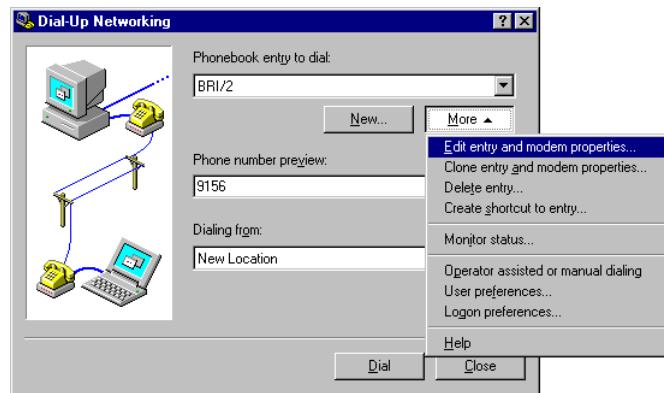 Dial-Up Networking
Phonebook entry to dial:
BRI/2
New...
More
Edit entry and modem properties...
Clone entry and modem properties...
Delete entry...
Create shortcut to entry...
Monitor status...
Operator assisted or manual dialing
User preferences...
Logon preferences...
Help
Phone number preview:
9156
Dialing from:
New Location
Dial
Close